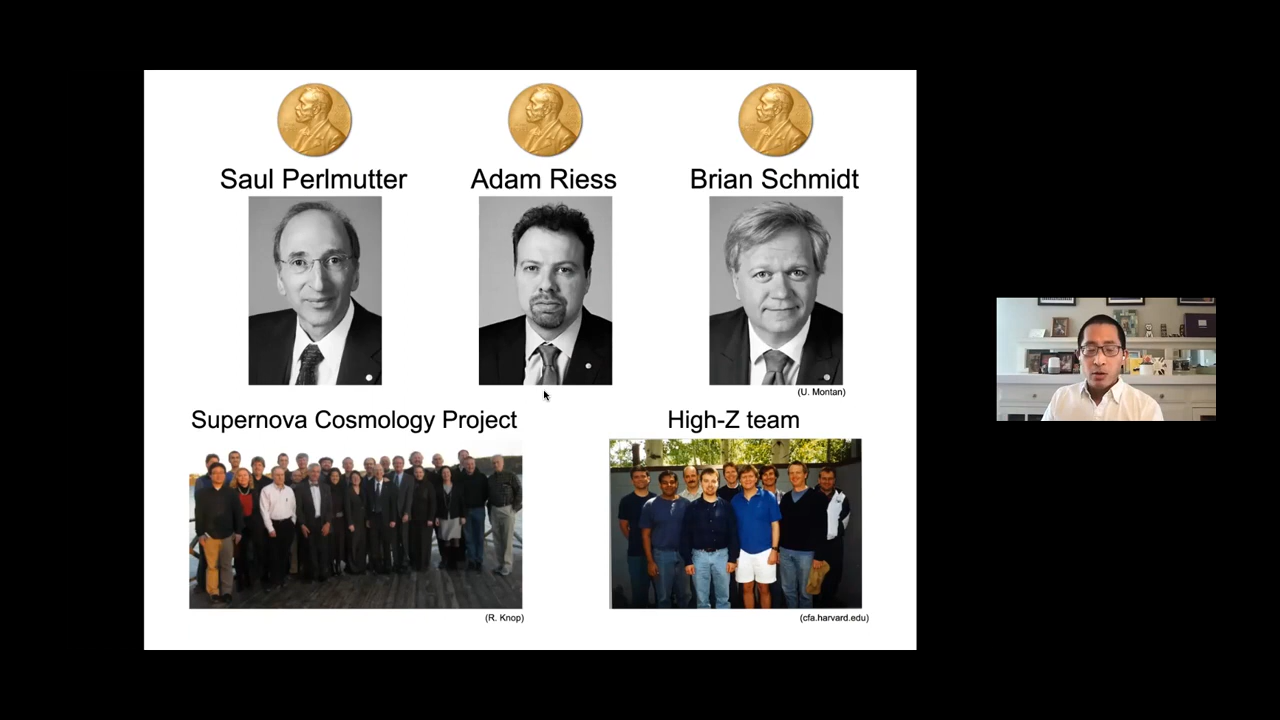 Saul Perlmutter
Adam Riess
Brian Schmidt
(U. Montan)
Supernova Cosmology Project
High-Z team
(R. Knop)
(cfa.harvard.edu)